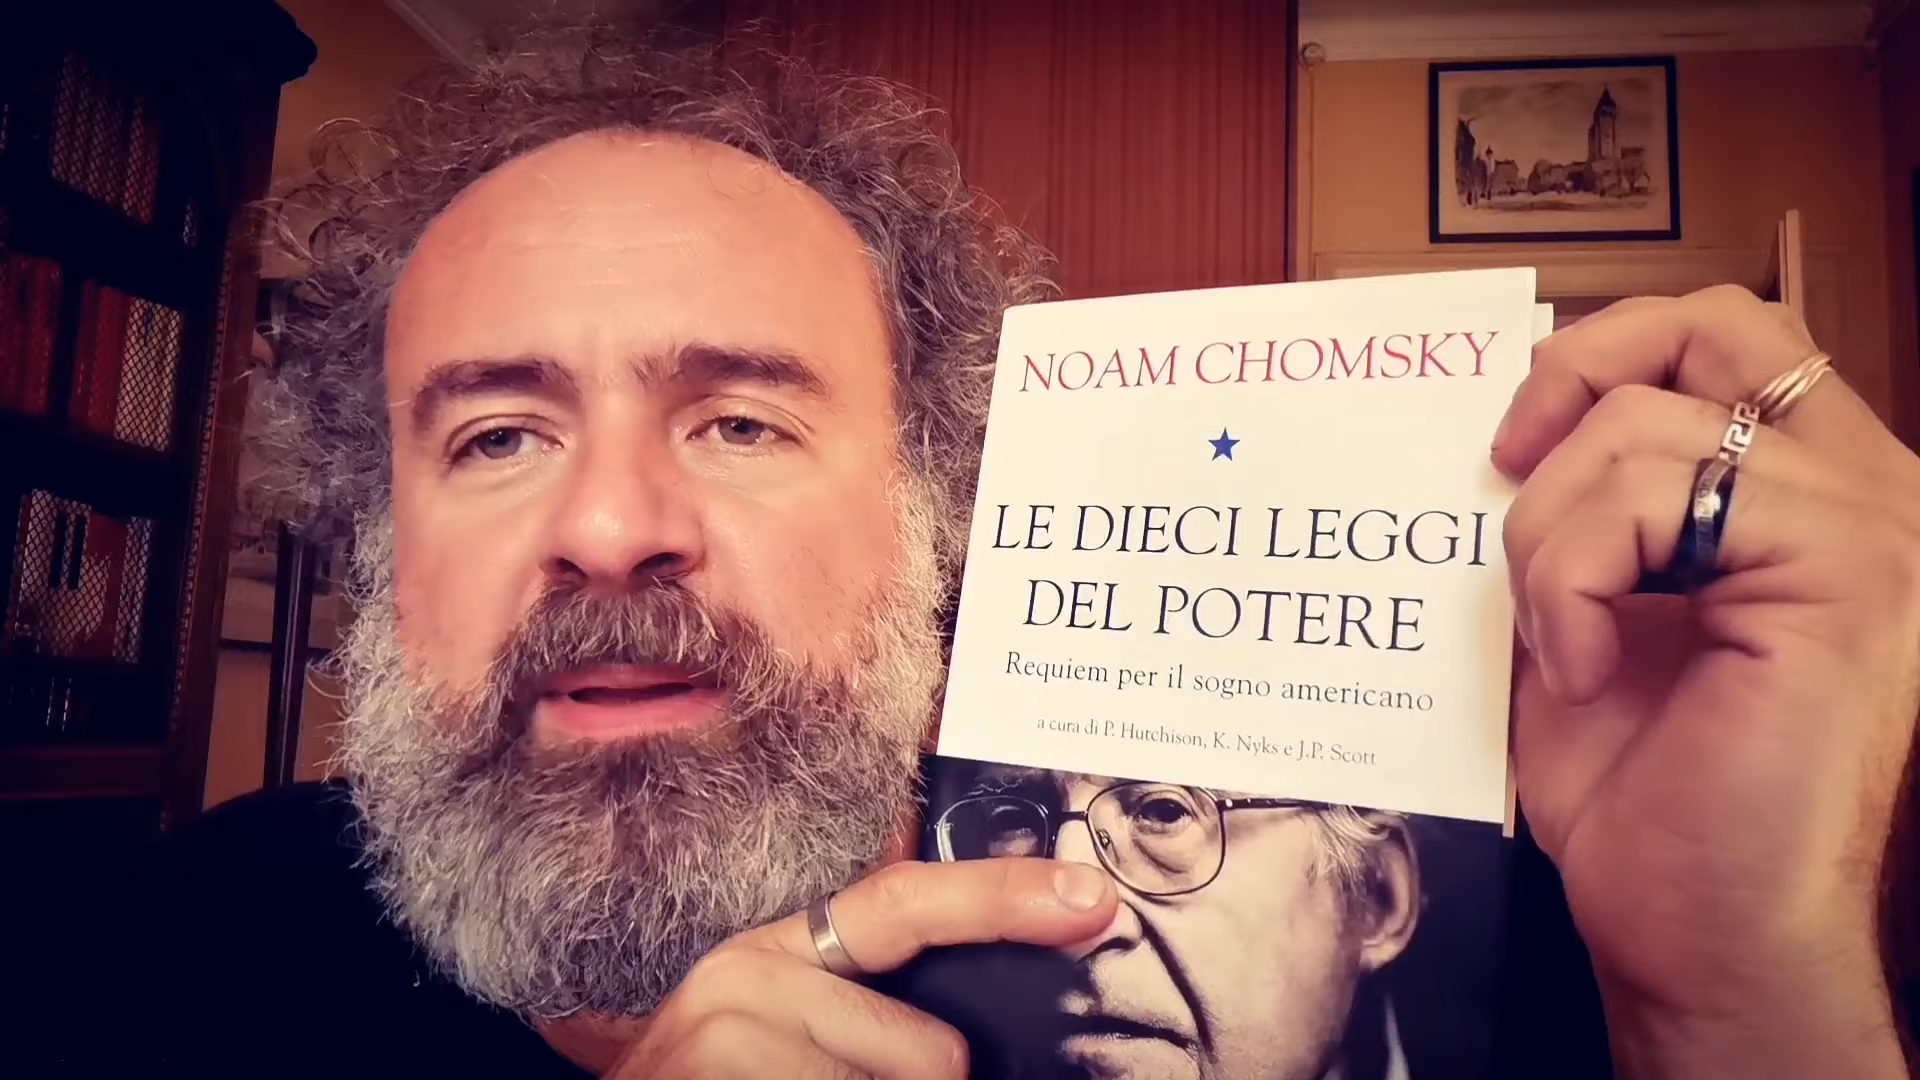 NOAM CHOMSKY
LE DIECI LEGGI
DEL POTERE
Requiem per il sogno americano
a cura di P. Hutchison, K. Nyks e J.P. Scott